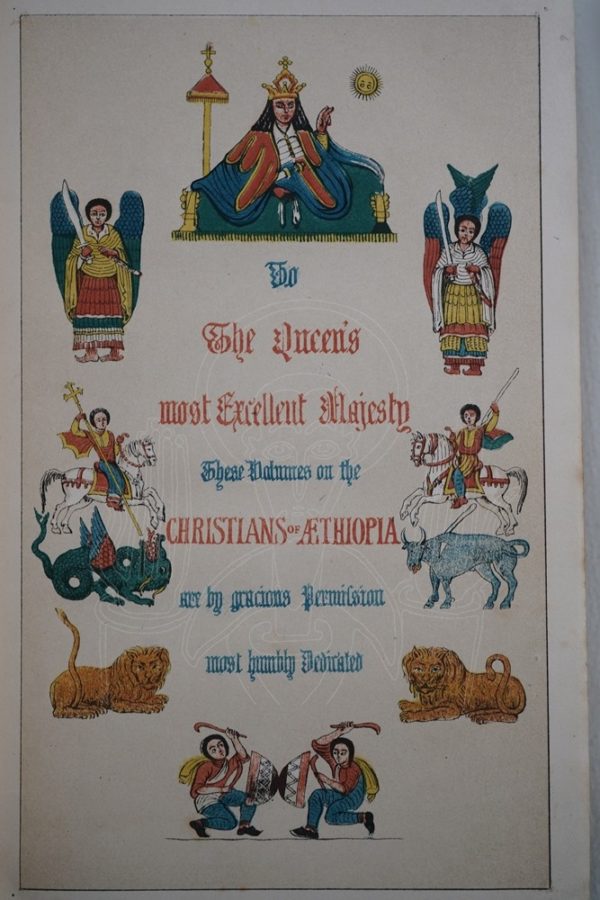 To
The Queen's
most Excellent Majesty
These Volumes on the
CHRISTIANS OF ÆTHIOPIA
are by gracious Permission
most humbly Dedicated